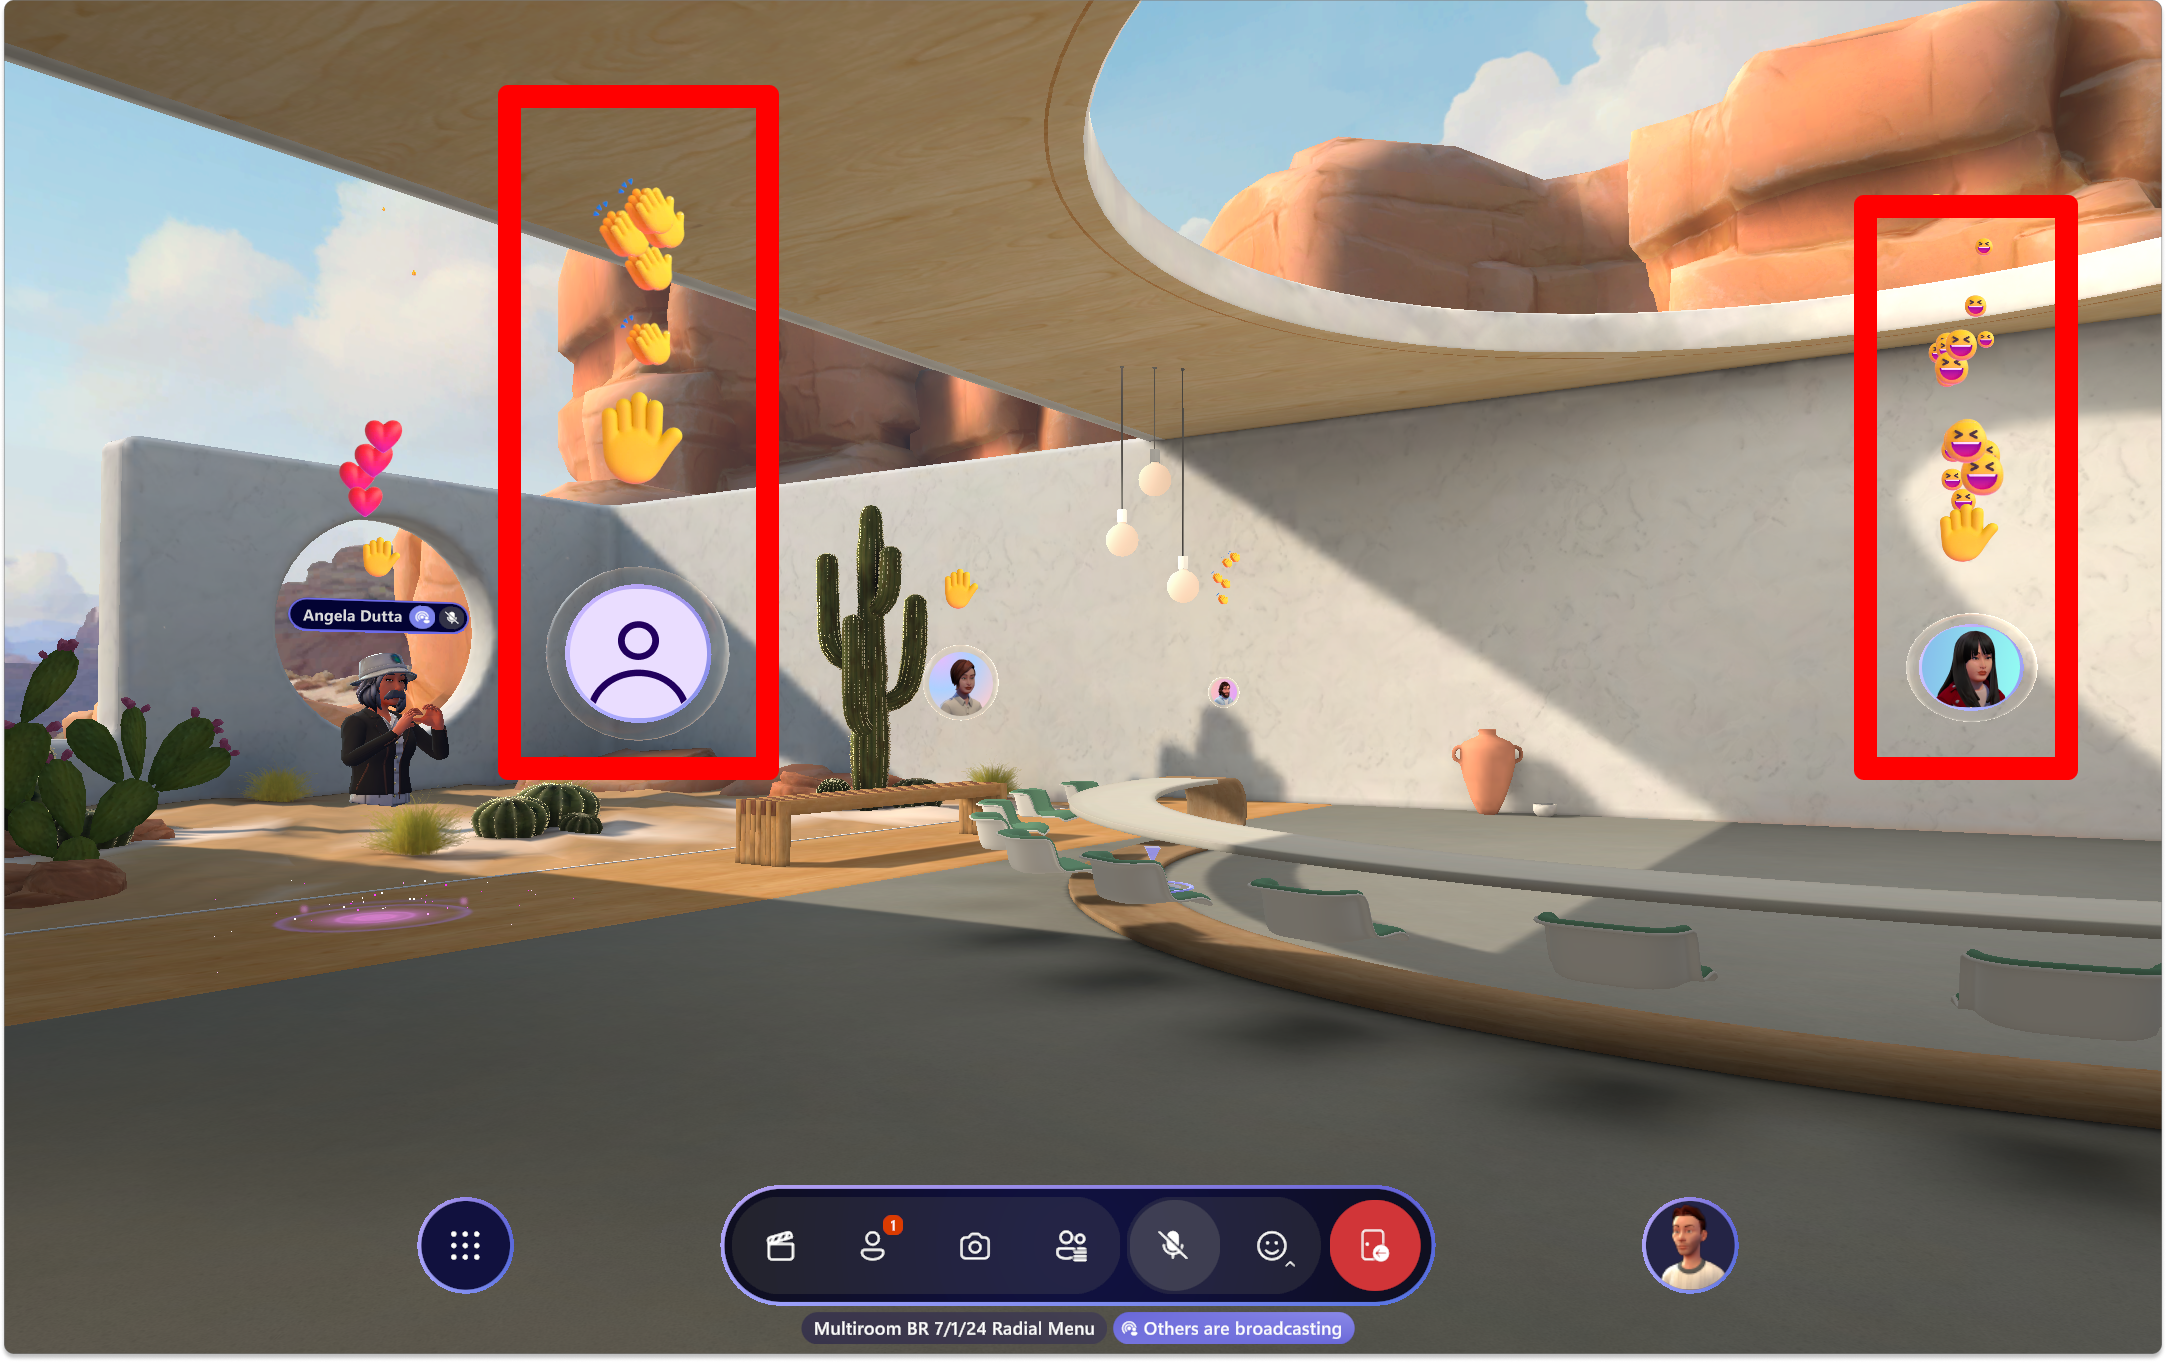 Angela Dutta
1
Multiroom BR 7/1/24 Radial Menu
Others are broadcasting